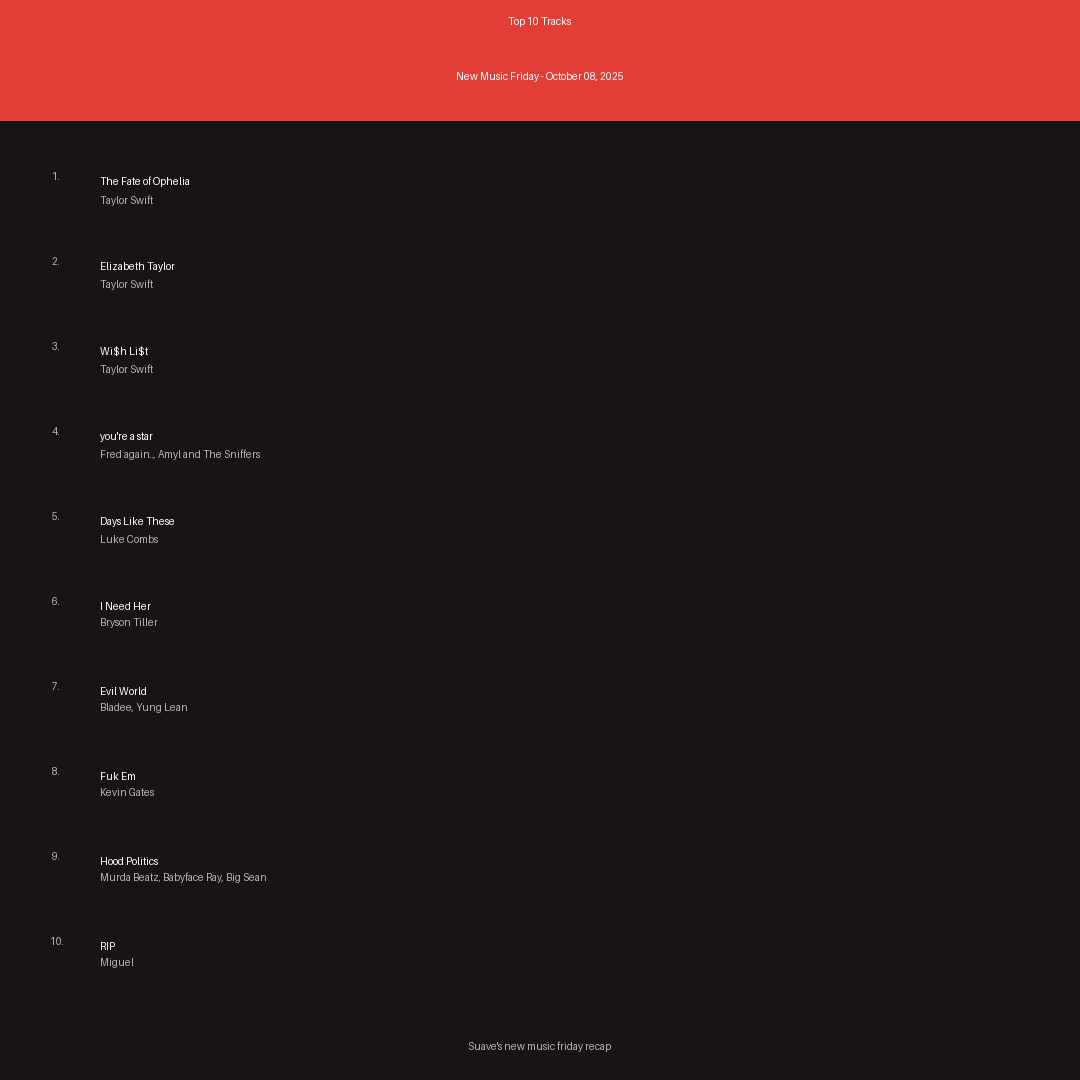 Top 10 Tracks
New Music Friday - October 08, 2025
1.
The Fate of Ophelia
Taylor Swift
2.
Elizabeth Taylor
Taylor Swift
3.
Wi$h Li$t
Taylor Swift
4.
you're a star
Fred again.., Amyl and The Sniffers
5.
Days Like These
Luke Combs
6.
I Need Her
Bryson Tiller
7.
Evil World
Bladee, Yung Lean
8.
Fuk Em
Kevin Gates
9.
Hood Politics
Murda Beatz, Babyface Ray, Big Sean
10.
RIP
Miguel
Suave's new music friday recap